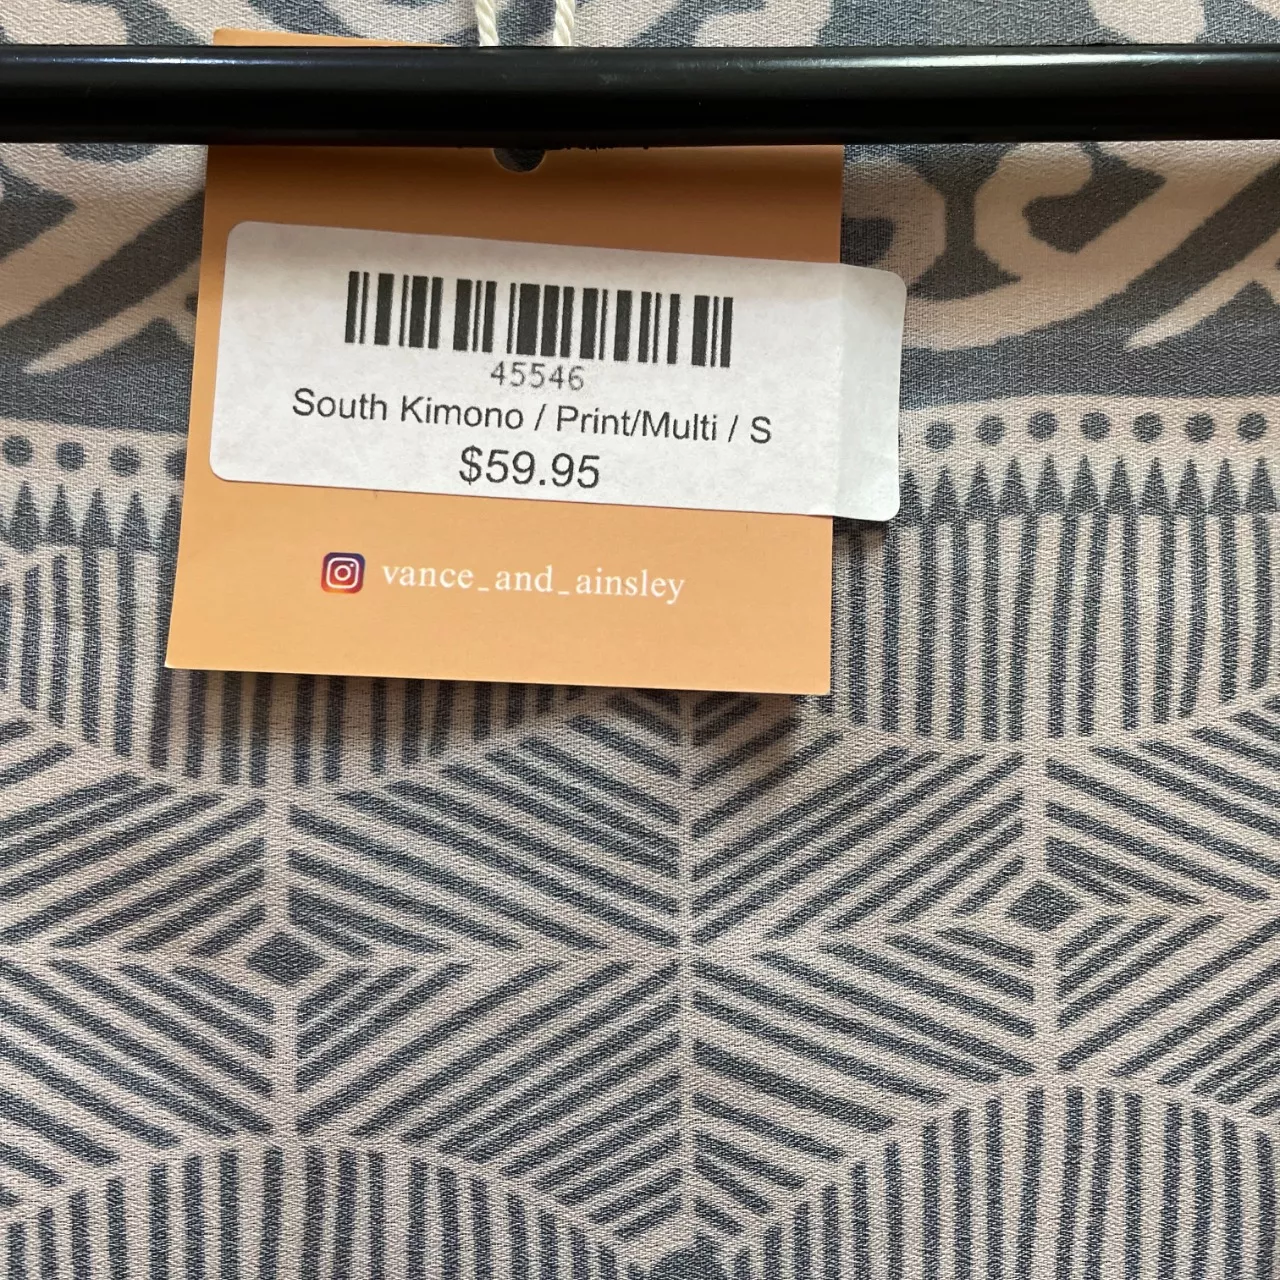 45546
South Kimono / Print/Multi / S
$59.95
vance_and_ainsley